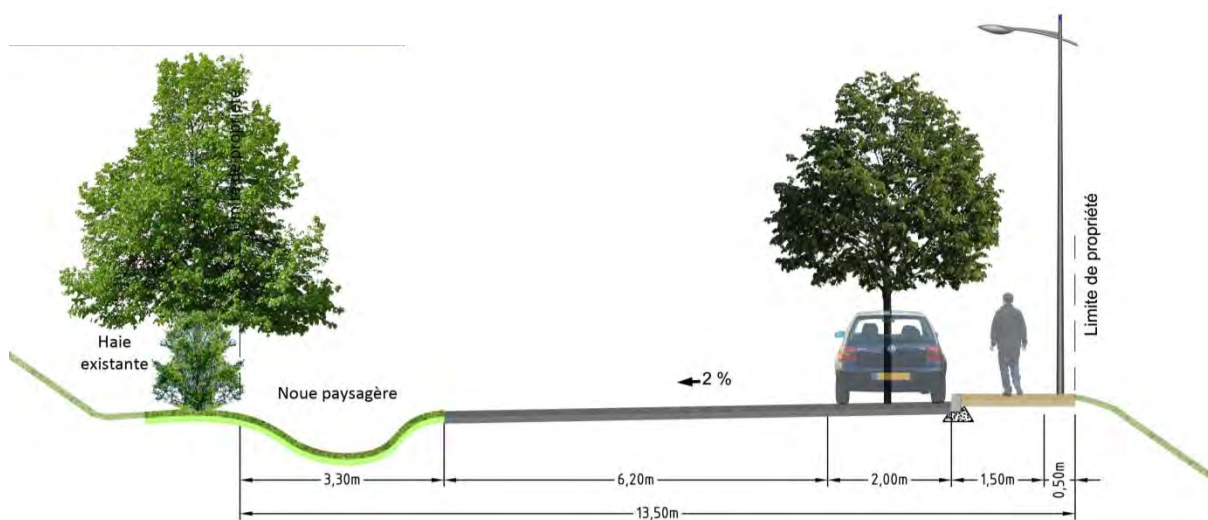 Limite de propriété
Limite de propriété
Haie
existante
Noue paysagère
2 %
3,30m
6,20m
2,00m
1,50m
0,50m
13,50m